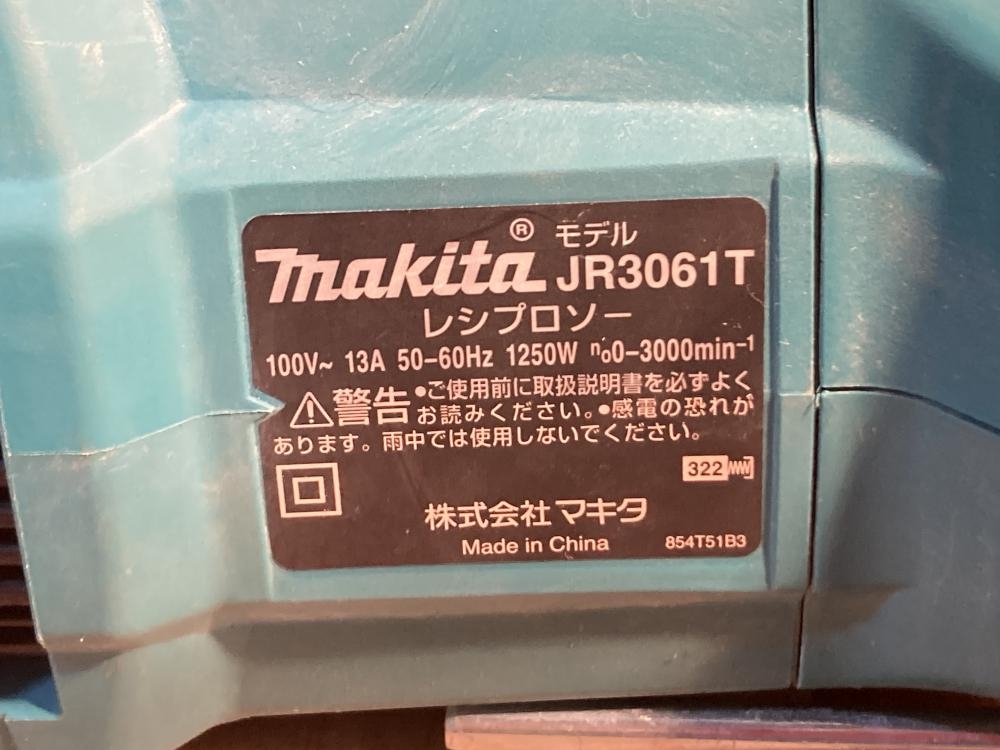 makita® モデル
JR3061T
レシプロソー
100V~ 13A 50-60Hz 1250W n₀0-3000min⁻¹
⚠警告 •ご使用前に取扱説明書を必ずよく
お読みください。•感電の恐れが
あります。雨中では使用しないでください。
322
株式会社 マキタ
Made in China 854T51B3